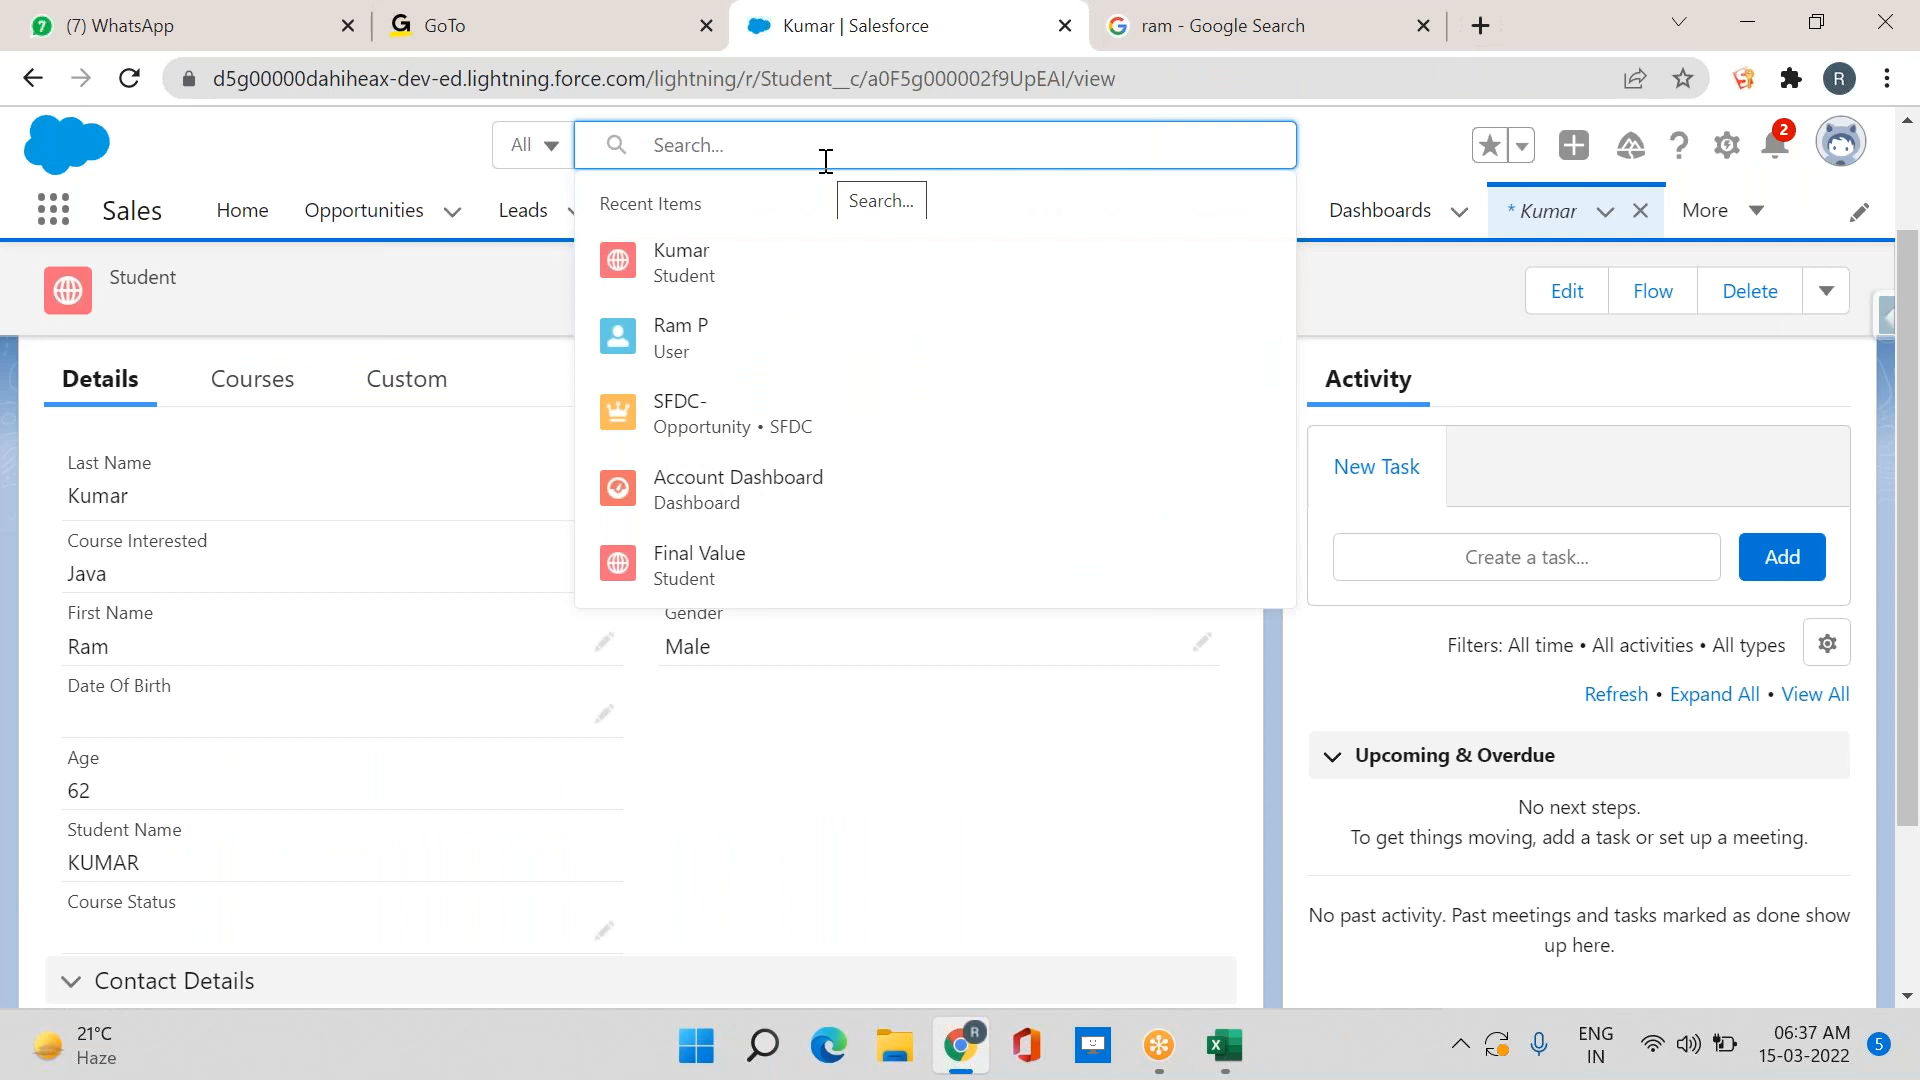 (7) WhatsApp
GoTo
Kumar | Salesforce
ram - Google Search
d5g00000dahiheax-dev-ed.lightning.force.com/lightning/r/Student__c/a0F5g000002f9UpEAI/view
R
All
Search...
2
Sales
Home
Opportunities
Leads
Dashboards
* Kumar
More
Search...
Recent Items
Kumar
Student
Ram P
User
SFDC-
Opportunity • SFDC
Account Dashboard
Dashboard
Final Value
Student
Student
Edit
Flow
Delete
Details
Courses
Custom
Last Name
Kumar
Course Interested
Java
First Name
Ram
Gender
Male
Date Of Birth
Age
62
Student Name
KUMAR
Course Status
Contact Details
Activity
New Task
Create a task...
Add
Filters: All time • All activities • All types
Refresh • Expand All • View All
Upcoming & Overdue
No next steps.
To get things moving, add a task or set up a meeting.
No past activity. Past meetings and tasks marked as done show
up here.
21°C
Haze
R
ENG
IN
06:37 AM
15-03-2022
5